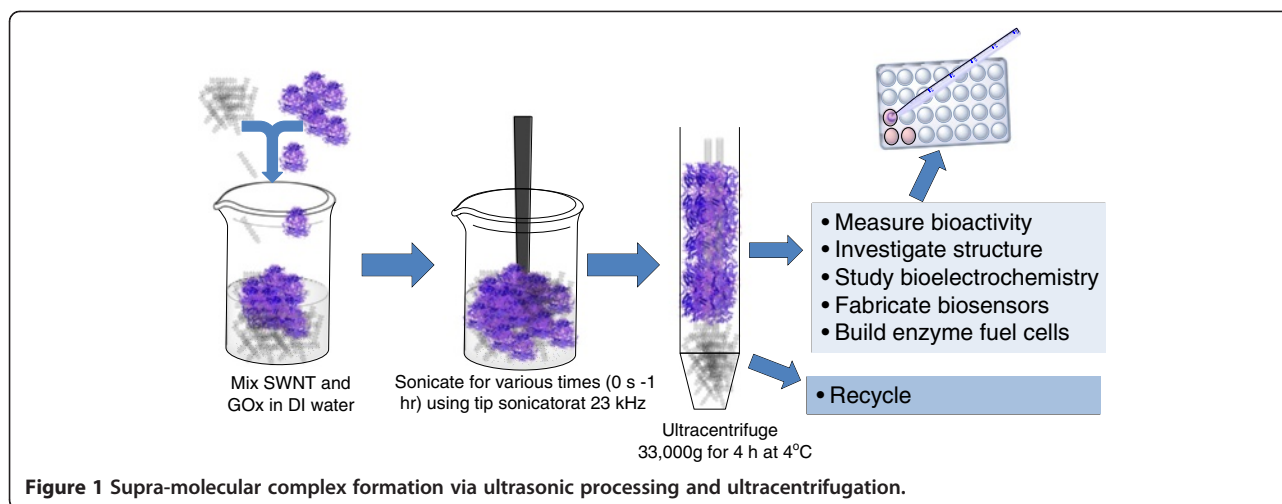 Mix SWNT and
GOx in DI water
Sonicate for various times (0 s -1
hr) using tip sonicatorat 23 kHz
Ultracentrifuge
33,000g for 4 h at 4°C
• Measure bioactivity
• Investigate structure
• Study bioelectrochemistry
• Fabricate biosensors
• Build enzyme fuel cells
• Recycle
Figure 1 Supra-molecular complex formation via ultrasonic processing and ultracentrifugation.